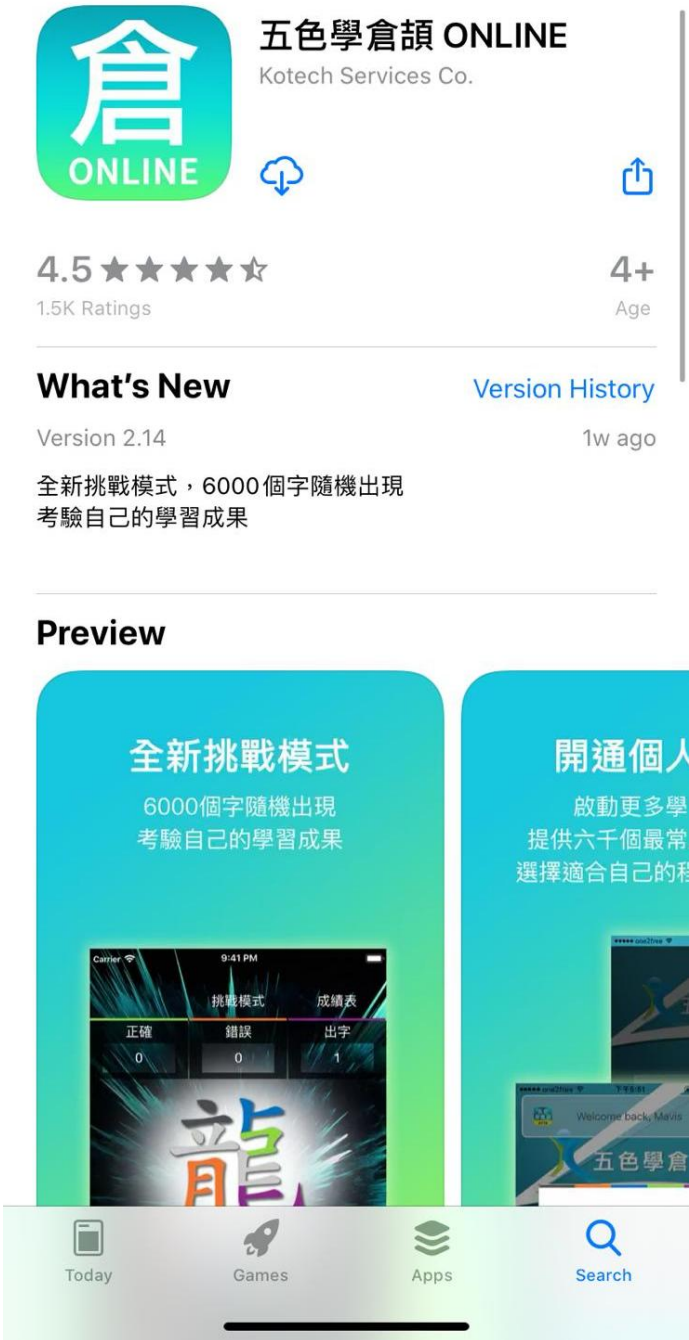 倉
ONLINE
五色學倉頡 ONLINE
Kotech Services Co.
4.5
4+
1.5K Ratings
Age
What's New
Version History
Version 2.14
1w ago
全新挑戰模式，6000個字隨機出現
考驗自己的學習成果
Preview
全新挑戰模式
6000個字隨機出現
考驗自己的學習成果
Carrier
9:41 PM
挑戰模式
成績表
正確
錯誤
出字
0
0
1
龍
開通個人
啟動更多學
提供六千個最常
選擇適合自己的程
Welcome back, Mavis
五色學倉
Today
Games
Apps
Search